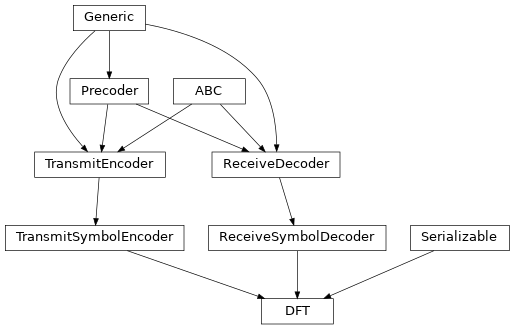 Generic
Precoder
ABC
TransmitEncoder
ReceiveDecoder
TransmitSymbolEncoder
ReceiveSymbolDecoder
Serializable
DFT